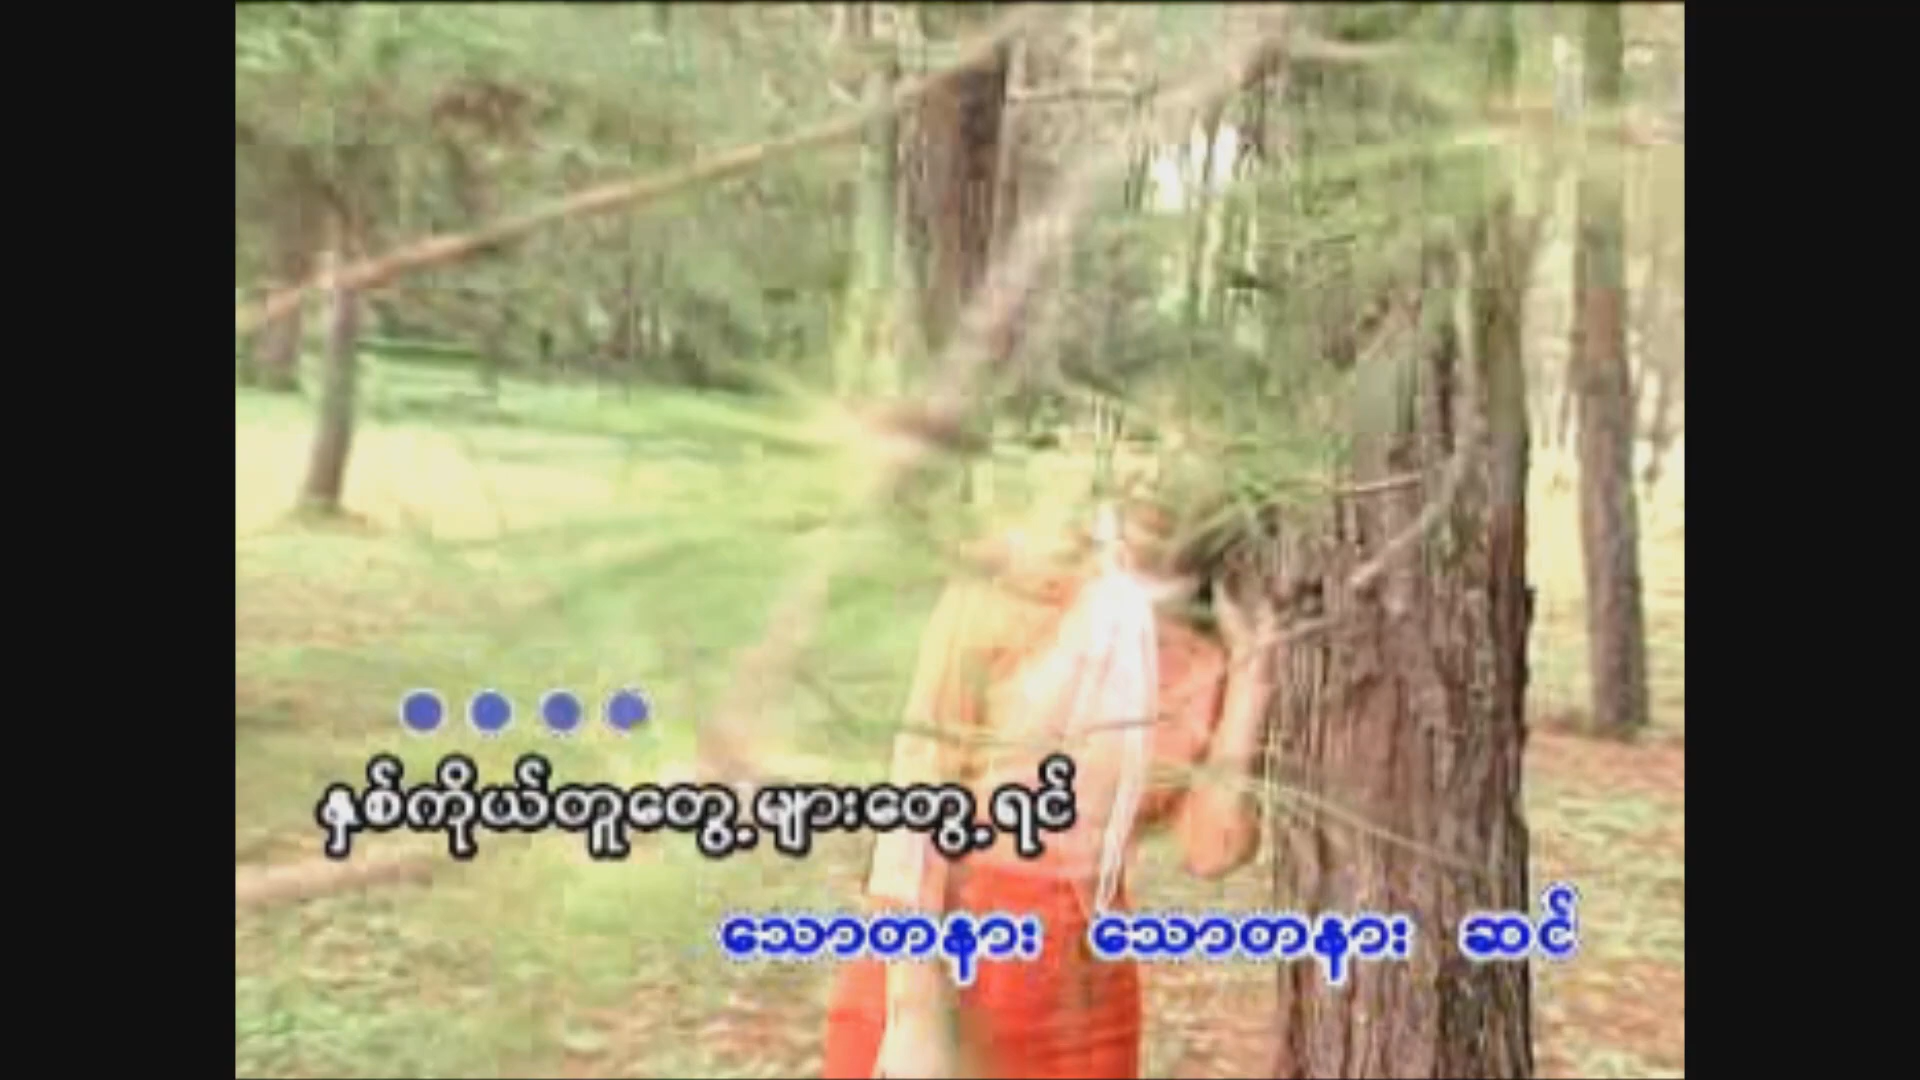 နှစ်ကိုယ်တူတွေ့များတွေ့ရင်
သောတနား သောတနား ဆင်